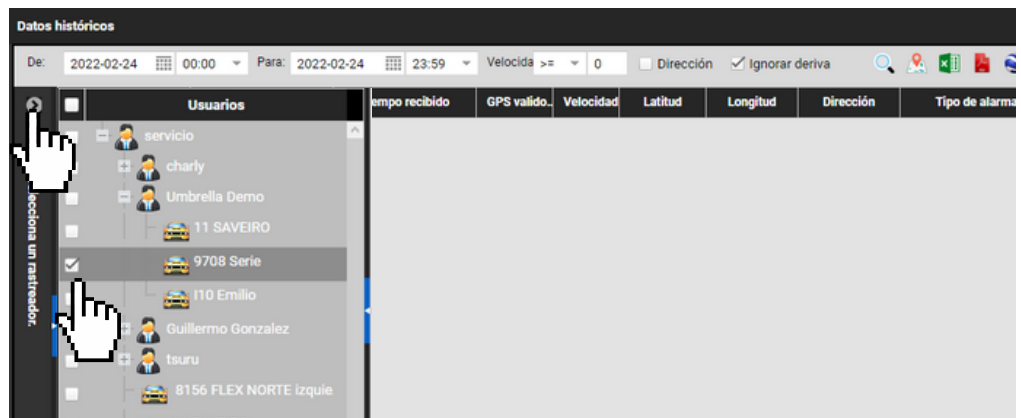 Datos históricos
De: 2022-02-24 00:00 Para: 2022-02-24 23:59 Velocida >= 0 Dirección Ignorar deriva
Usuarios
empo recibido GPS valido.. Velocidad Latitud Longitud Dirección Tipo de alarma
servicio
charly
Umbrella Demo
11 SAVEIRO
9708 Serie
I10 Emilio
Guillermo Gonzalez
tsuru
8156 FLEX NORTE izquie
ecciona un rastreador.